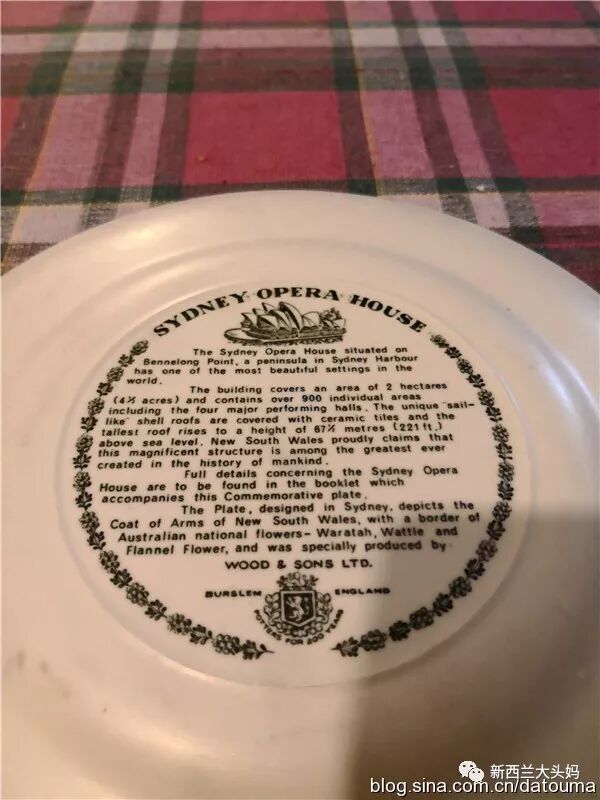 SYDNEY OPERA HOUSE
The Sydney Opera House situated on
Bennelong Point, a peninsula in Sydney Harbour
has one of the most beautiful settings in the
world.
The building covers an area of 2 hectares
(4½ acres) and contains over 900 individual areas
including the four major performing halls. The unique "sail-
like" shell roofs are covered with ceramic tiles and the
tallest roof rises to a height of 67½ metres (221 ft.)
above sea level. New South Wales proudly claims that
this magnificent structure is among the greatest ever
created in the history of mankind.
Full details concerning the Sydney Opera
House are to be found in the booklet which
accompanies this Commemorative plate.
The Plate, designed in Sydney, depicts the
Coat of Arms of New South Wales, with a border of
Australian national flowers- Waratah, Wattle and
Flannel Flower, and was specially produced by:
WOOD & SONS LTD.
BURSLEM ENGLAND
POTTERS FOR 200 YEARS
新西兰大头妈
blog.sina.com.cn/datouma